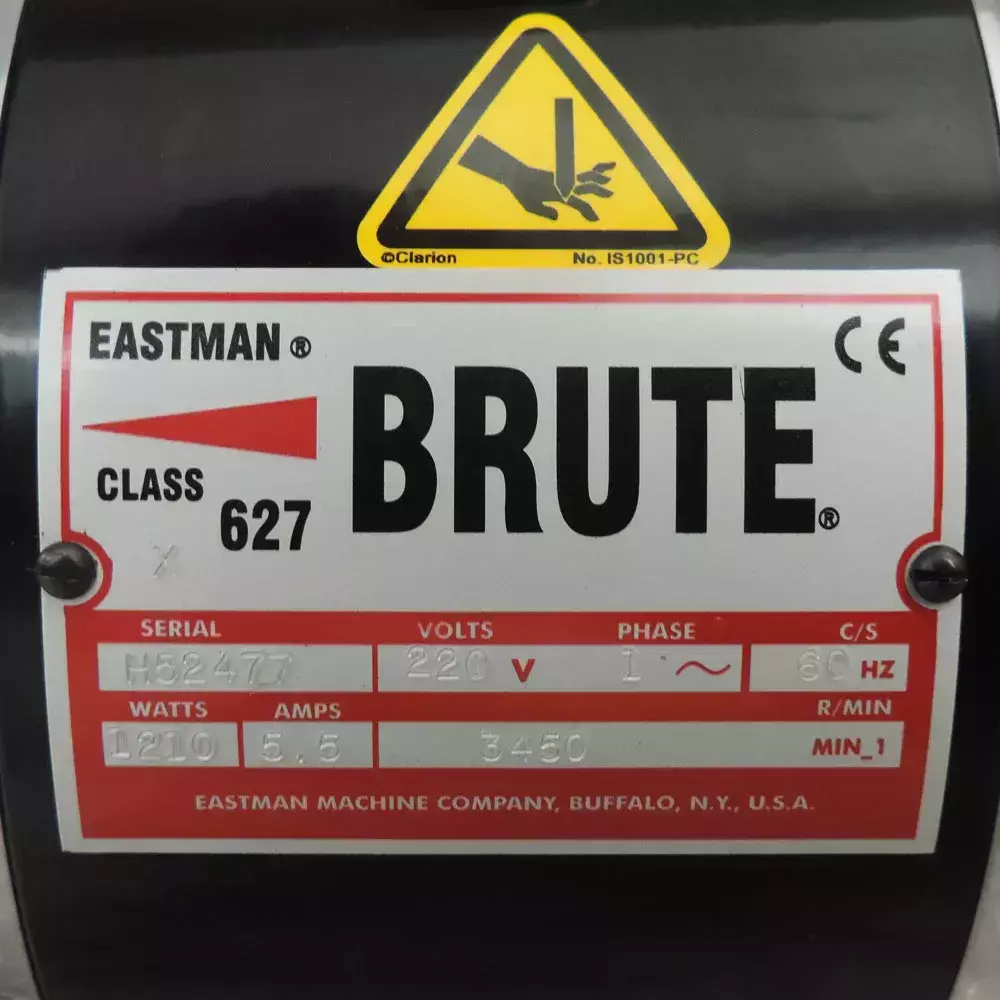 ©Clarion No. IS1001-PC
EASTMAN ®
CE
BRUTE®
CLASS
627
X
SERIAL VOLTS PHASE C/S
H52477 220 V 1 ~ 60 HZ
WATTS AMPS R/MIN
1210 5.5 3450 MIN_1
EASTMAN MACHINE COMPANY, BUFFALO, N.Y., U.S.A.